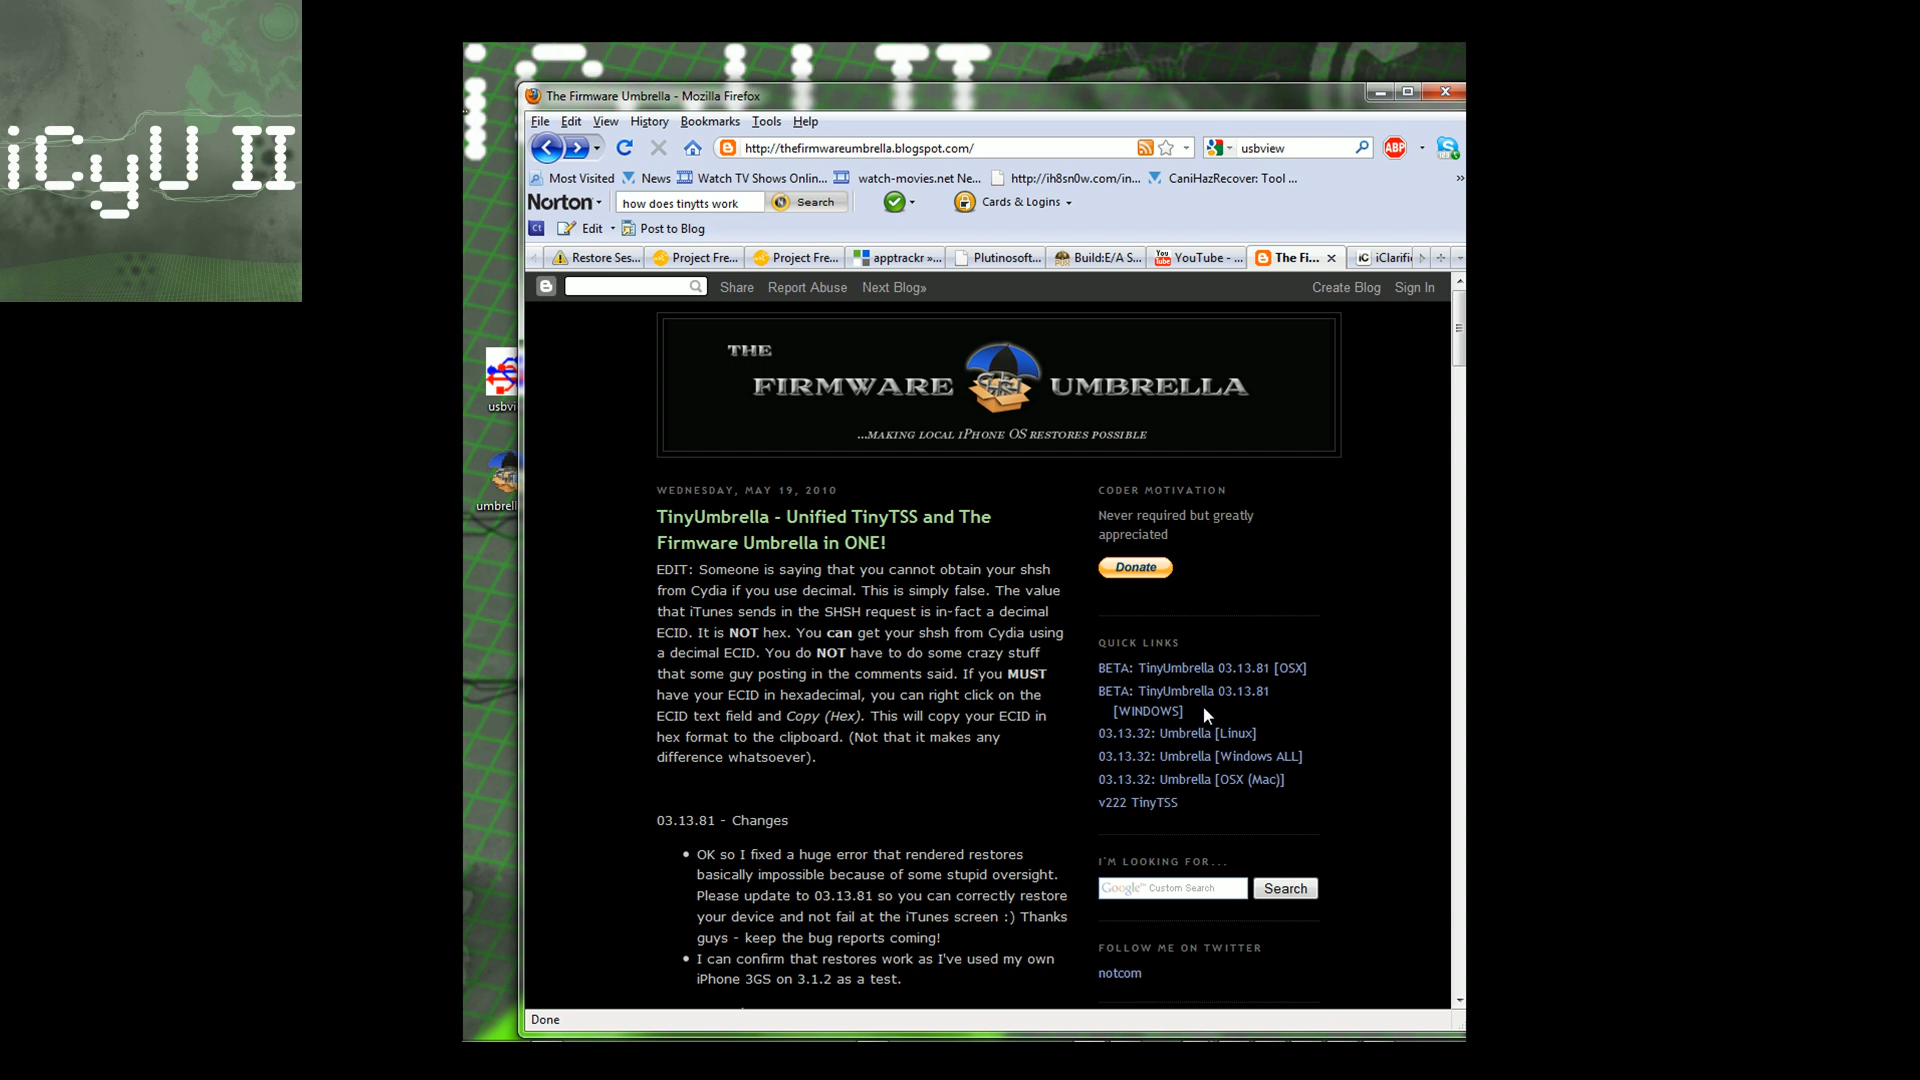 iCyU II
The Firmware Umbrella - Mozilla Firefox
File Edit View History Bookmarks Tools Help
http://thefirmwareumbrella.blogspot.com/
usbview
ABP
Most Visited News Watch TV Shows Onlin... watch-movies.net Ne... http://ih8sn0w.com/in... CaniHazRecover: Tool ... »
Norton how does tinytts work Search Cards & Logins
Ct Edit Post to Blog
Restore Ses... Project Fre... Project Fre... apptrackr »... Plutinosoft... Build:E/A S... YouTube - ... The Fi... iC iClarifi
Share Report Abuse Next Blog» Create Blog Sign In
THE
FIRMWARE UMBRELLA
...MAKING LOCAL IPHONE OS RESTORES POSSIBLE
usbvi
umbrell
WEDNESDAY, MAY 19, 2010
TinyUmbrella - Unified TinyTSS and The
Firmware Umbrella in ONE!
EDIT: Someone is saying that you cannot obtain your shsh
from Cydia if you use decimal. This is simply false. The value
that iTunes sends in the SHSH request is in-fact a decimal
ECID. It is NOT hex. You can get your shsh from Cydia using
a decimal ECID. You do NOT have to do some crazy stuff
that some guy posting in the comments said. If you MUST
have your ECID in hexadecimal, you can right click on the
ECID text field and Copy (Hex). This will copy your ECID in
hex format to the clipboard. (Not that it makes any
difference whatsoever).
03.13.81 - Changes
OK so I fixed a huge error that rendered restores
basically impossible because of some stupid oversight.
Please update to 03.13.81 so you can correctly restore
your device and not fail at the iTunes screen :) Thanks
guys - keep the bug reports coming!
I can confirm that restores work as I've used my own
iPhone 3GS on 3.1.2 as a test.
CODER MOTIVATION
Never required but greatly
appreciated
Donate
QUICK LINKS
BETA: TinyUmbrella 03.13.81 [OSX]
BETA: TinyUmbrella 03.13.81
[WINDOWS]
03.13.32: Umbrella [Linux]
03.13.32: Umbrella [Windows ALL]
03.13.32: Umbrella [OSX (Mac)]
v222 TinyTSS
I'M LOOKING FOR...
Google™ Custom Search Search
FOLLOW ME ON TWITTER
notcom
Done